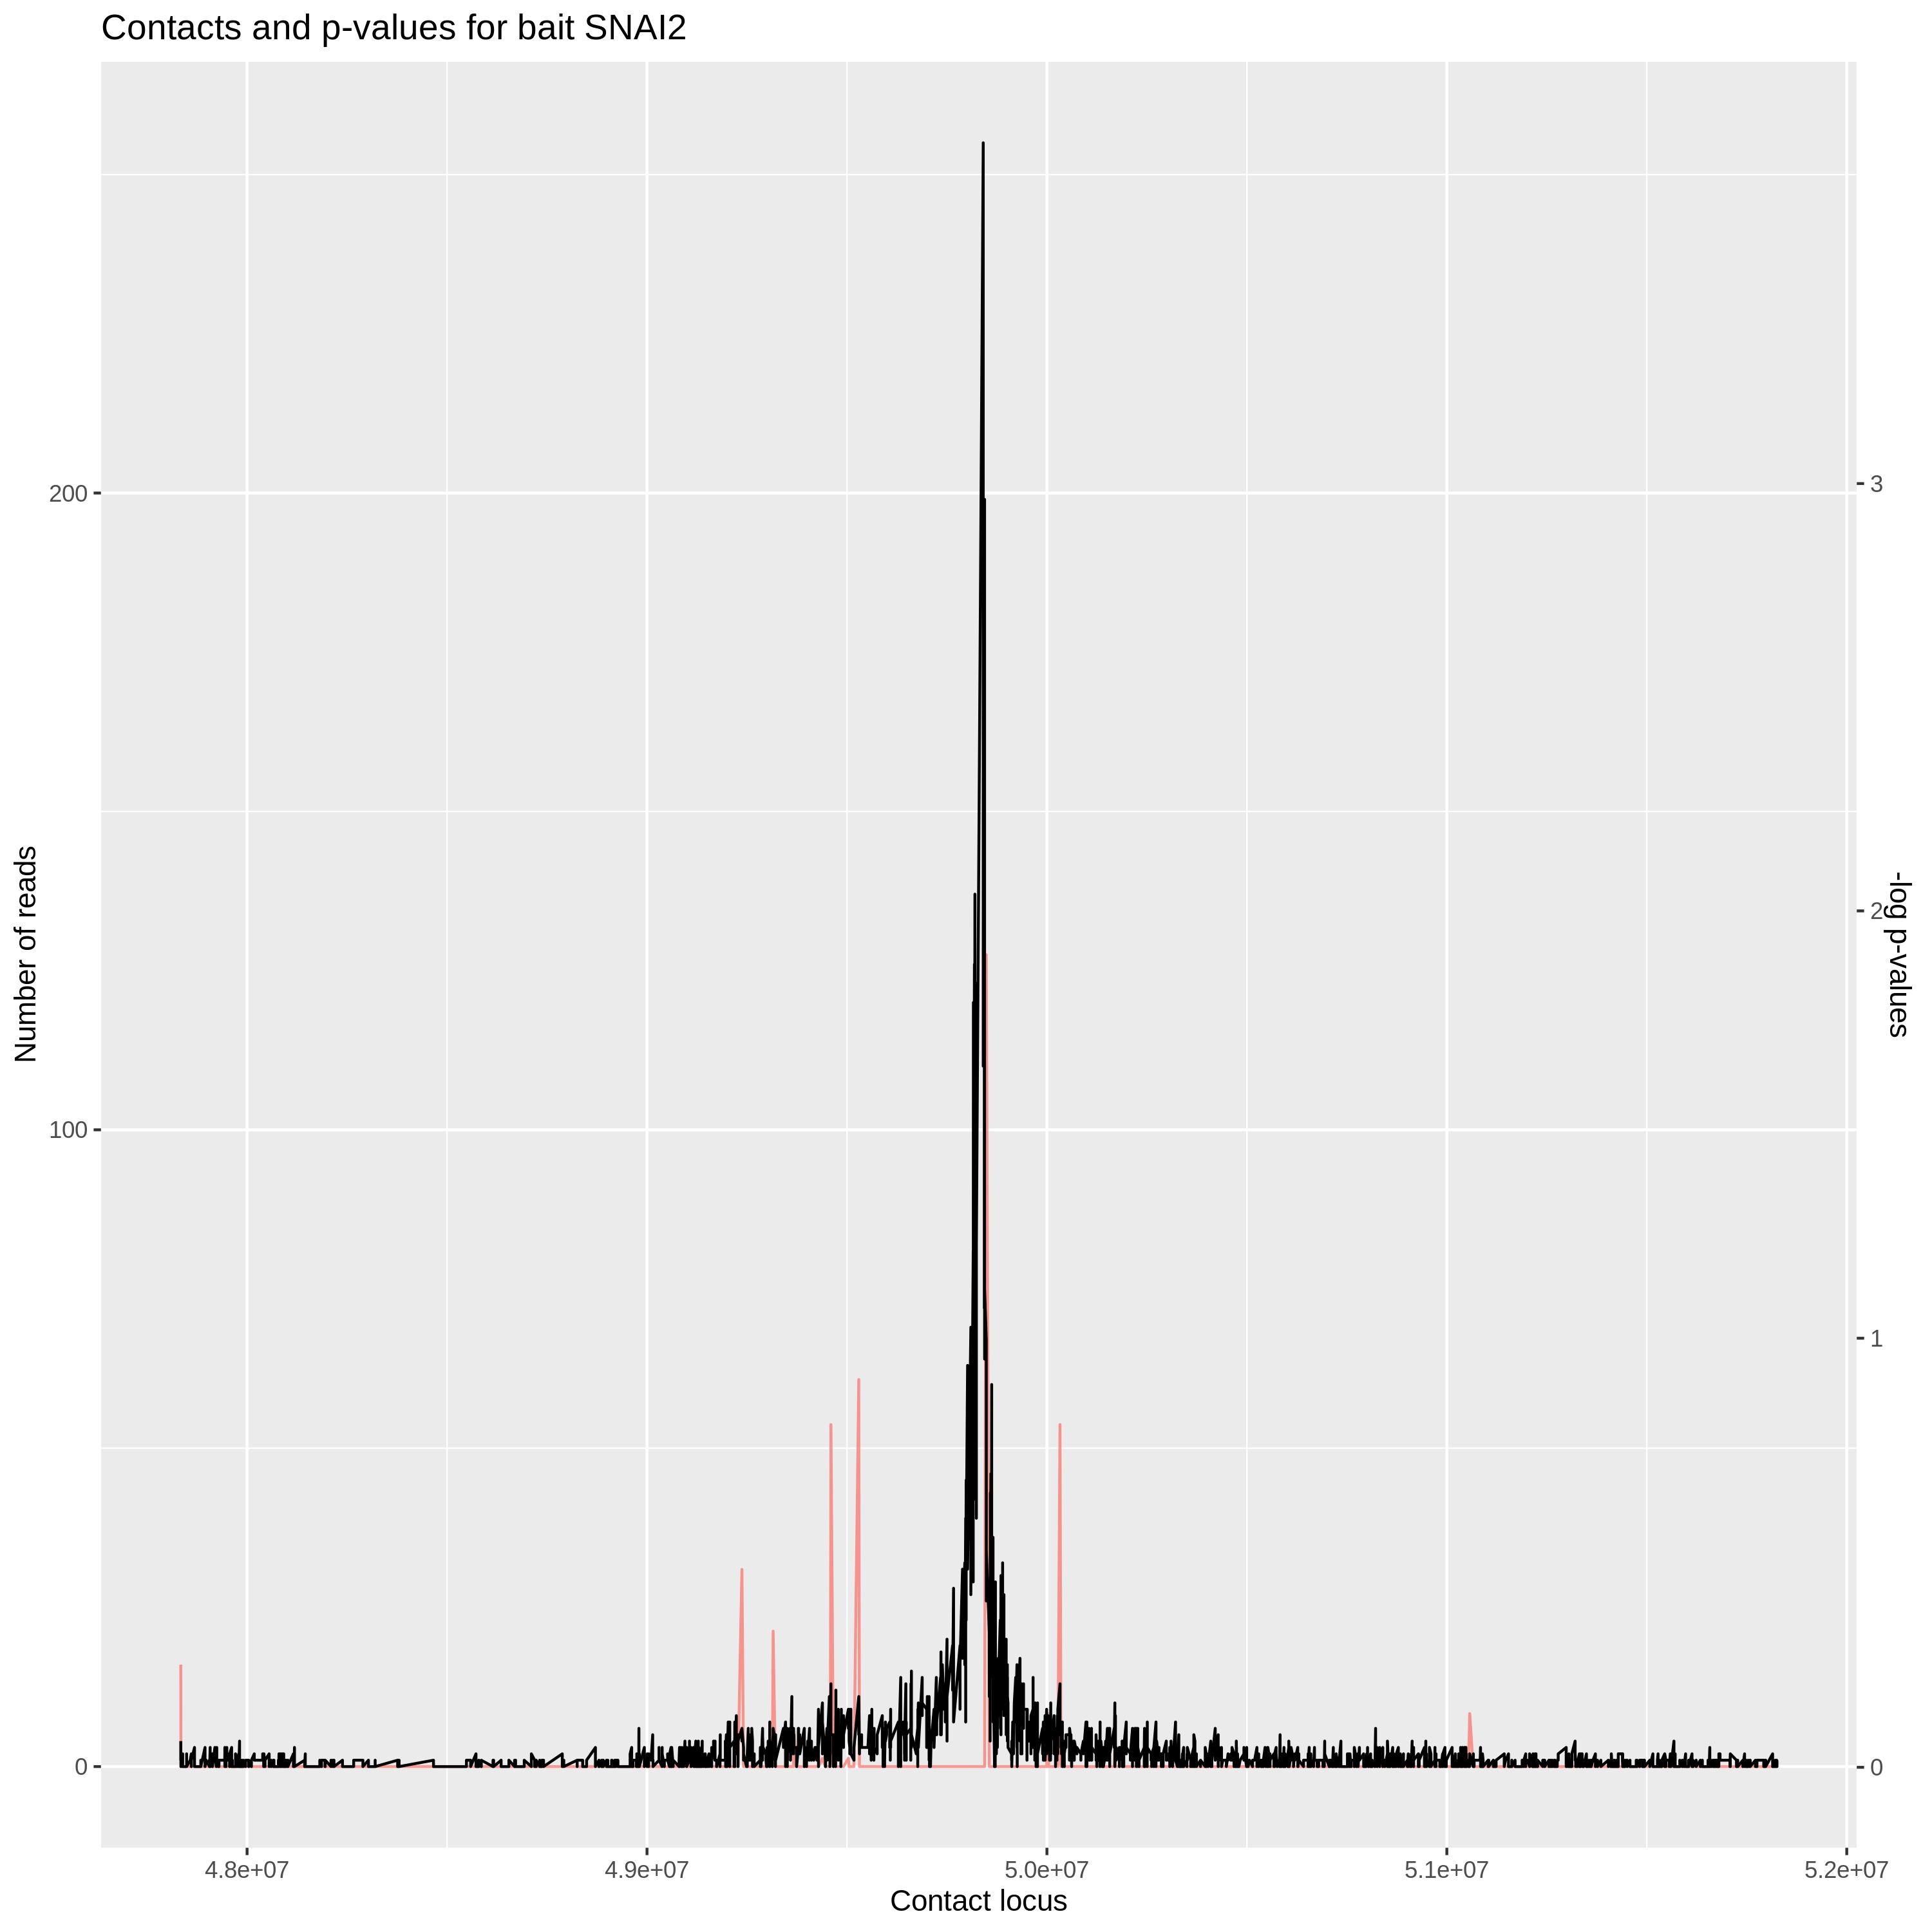 Contacts and p-values for bait SNAI2
Number of reads
200
100
0
3
2
1
0
-log p-values
4.8e+07 4.9e+07 5.0e+07 5.1e+07 5.2e+07
Contact locus